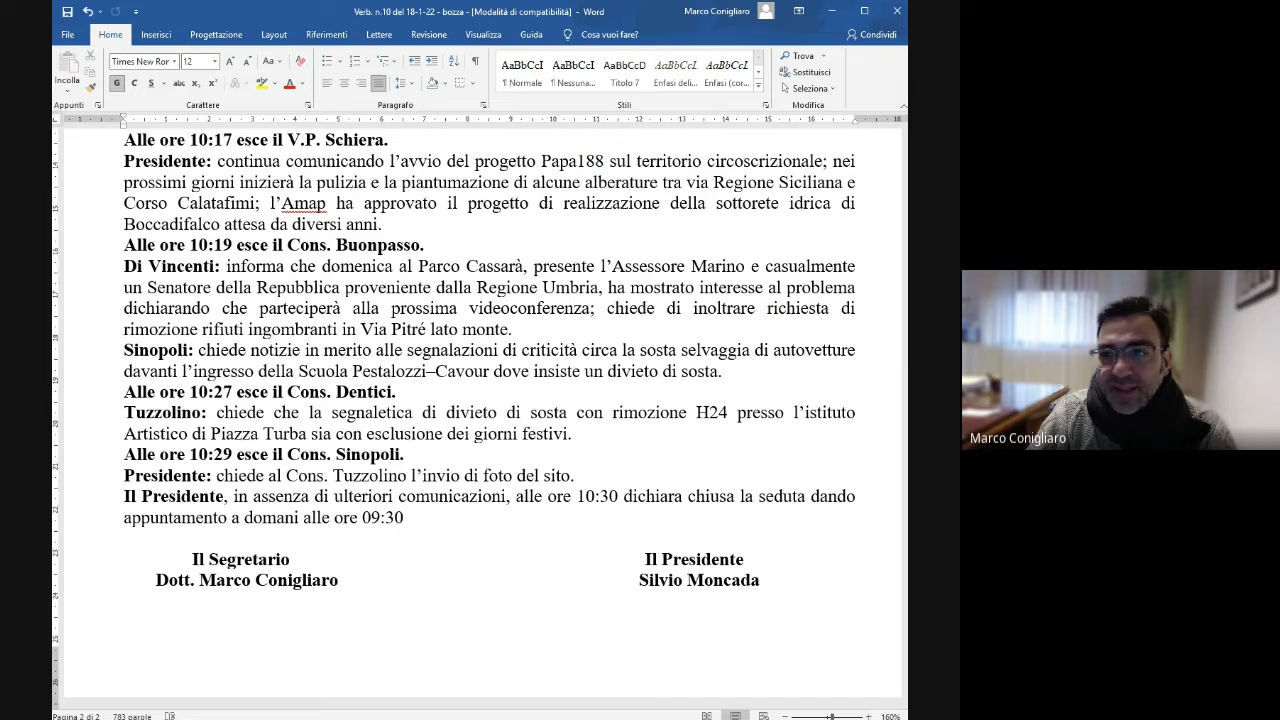 Verb. n.10 del 18-1-22 - bozza - [Modalità di compatibilità] - Word
Marco Conigliaro
File Home Inserisci Progettazione Layout Riferimenti Lettere Revisione Visualizza Guida Cosa vuoi fare? Condividi
Incolla
Times New Ror 12
AaBbCcI AaBbCcI AaBbCcD AaBbCcL AaBbCcL
¶ Normale ¶ Nessuna... Titolo 7 Enfasi deli... Enfasi (cor...
Trova
Sostituisci
Seleziona
Appunti Carattere Paragrafo Stili Modifica
Alle ore 10:17 esce il V.P. Schiera.
Presidente: continua comunicando l’avvio del progetto Papa188 sul territorio circoscrizionale; nei
prossimi giorni inizierà la pulizia e la piantumazione di alcune alberature tra via Regione Siciliana e
Corso Calatafimi; l’Amap ha approvato il progetto di realizzazione della sottorete idrica di
Boccadifalco attesa da diversi anni.
Alle ore 10:19 esce il Cons. Buonpasso.
Di Vincenti: informa che domenica al Parco Cassarà, presente l’Assessore Marino e casualmente
un Senatore della Repubblica proveniente dalla Regione Umbria, ha mostrato interesse al problema
dichiarando che parteciperà alla prossima videoconferenza; chiede di inoltrare richiesta di
rimozione rifiuti ingombranti in Via Pitré lato monte.
Sinopoli: chiede notizie in merito alle segnalazioni di criticità circa la sosta selvaggia di autovetture
davanti l’ingresso della Scuola Pestalozzi–Cavour dove insiste un divieto di sosta.
Alle ore 10:27 esce il Cons. Dentici.
Tuzzolino: chiede che la segnaletica di divieto di sosta con rimozione H24 presso l’istituto
Artistico di Piazza Turba sia con esclusione dei giorni festivi.
Alle ore 10:29 esce il Cons. Sinopoli.
Presidente: chiede al Cons. Tuzzolino l’invio di foto del sito.
Il Presidente, in assenza di ulteriori comunicazioni, alle ore 10:30 dichiara chiusa la seduta dando
appuntamento a domani alle ore 09:30
Il Segretario Il Presidente
Dott. Marco Conigliaro Silvio Moncada
Marco Conigliaro
Pagina 2 di 2 783 parole 160%